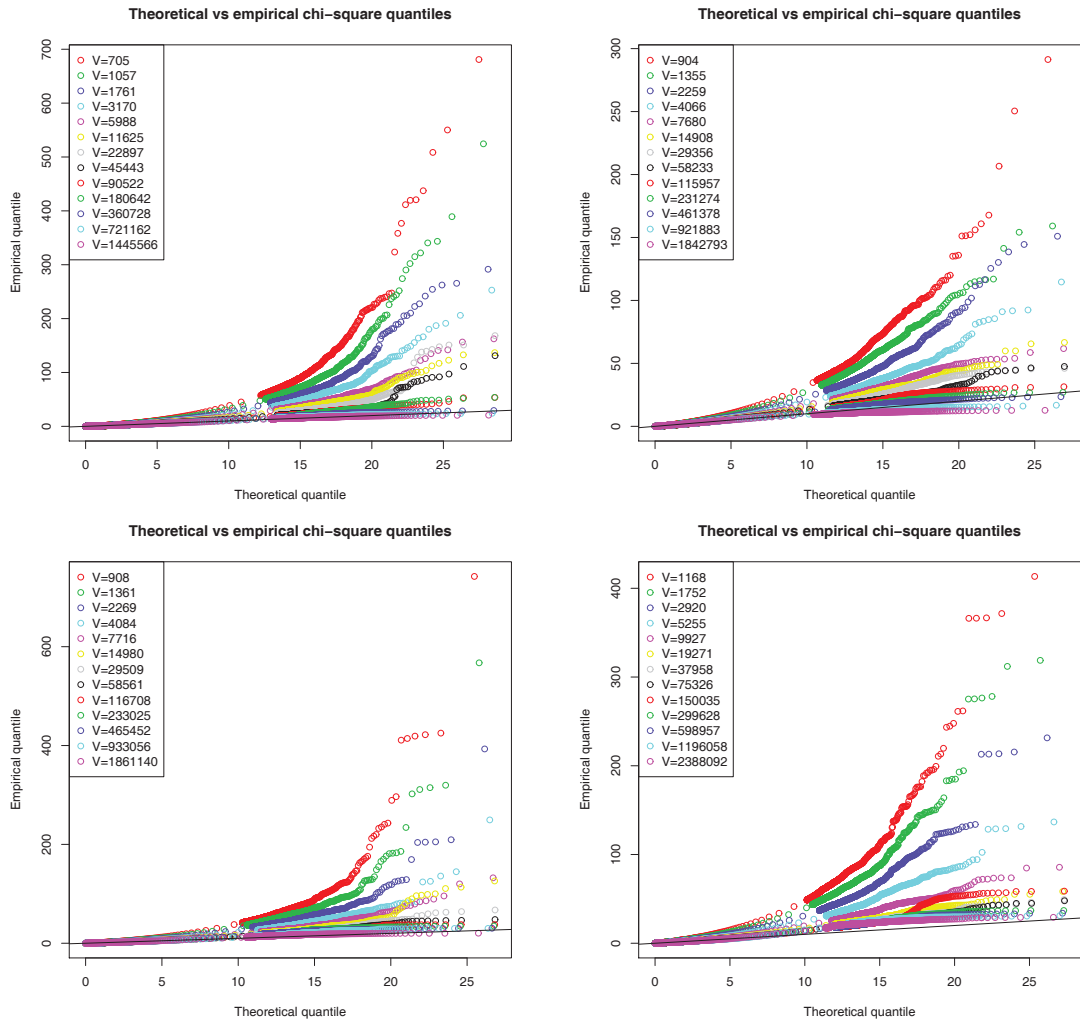 Theoretical vs empirical chi−square quantiles
V=705
V=1057
V=1761
V=3170
V=5988
V=11625
V=22897
V=45443
V=90522
V=180642
V=360728
V=721162
V=1445566
Empirical quantile
0 100 200 300 400 500 600 700
0 5 10 15 20 25
Theoretical quantile
Theoretical vs empirical chi−square quantiles
V=904
V=1355
V=2259
V=4066
V=7680
V=14908
V=29356
V=58233
V=115957
V=231274
V=461378
V=921883
V=1842793
Empirical quantile
0 50 100 150 200 250 300
0 5 10 15 20 25
Theoretical quantile
Theoretical vs empirical chi−square quantiles
V=908
V=1361
V=2269
V=4084
V=7716
V=14980
V=29509
V=58561
V=116708
V=233025
V=465452
V=933056
V=1861140
Empirical quantile
0 200 400 600
0 5 10 15 20 25
Theoretical quantile
Theoretical vs empirical chi−square quantiles
V=1168
V=1752
V=2920
V=5255
V=9927
V=19271
V=37958
V=75326
V=150035
V=299628
V=598957
V=1196058
V=2388092
Empirical quantile
0 100 200 300 400
0 5 10 15 20 25
Theoretical quantile